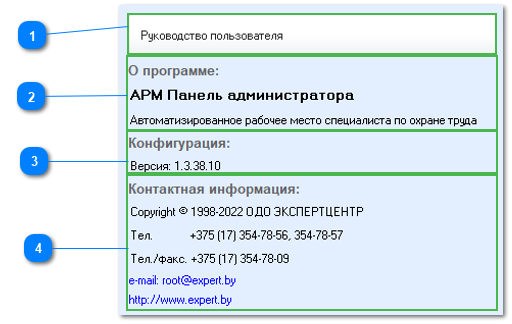 1
Руководство пользователя
О программе:
2
АРМ Панель администратора
Автоматизированное рабочее место специалиста по охране труда
Конфигурация:
3
Версия: 1.3.38.10
Контактная информация:
Copyright © 1998-2022 ОДО ЭКСПЕРТЦЕНТР
Тел. +375 (17) 354-78-56, 354-78-57
4
Тел./факс. +375 (17) 354-78-09
e-mail: root@expert.by
http://www.expert.by